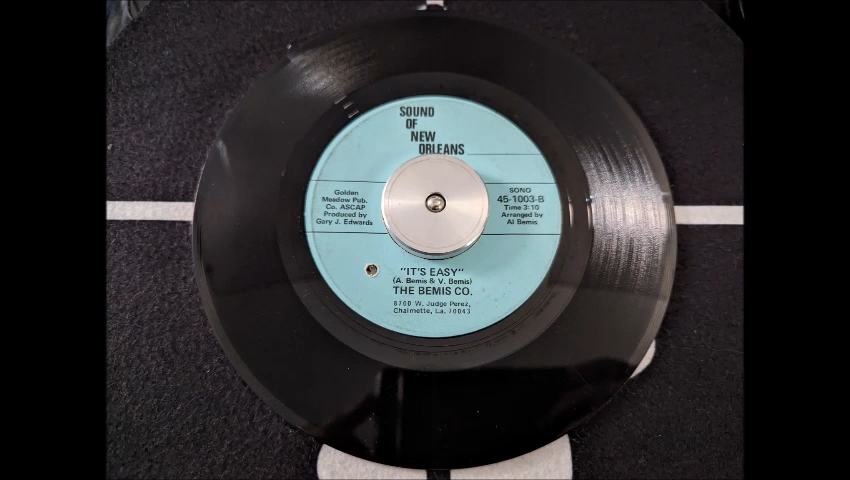 SOUND
OF
NEW
ORLEANS
Golden
Meadow Pub.
Co. ASCAP
Produced by
Gary J. Edwards
SONO
45-1003-B
Time 3:10
Arranged by
Al Bemis
"IT'S EASY"
(A. Bemis & V. Bemis)
THE BEMIS CO.
8700 W. Judge Perez,
Chalmette, La. 70043